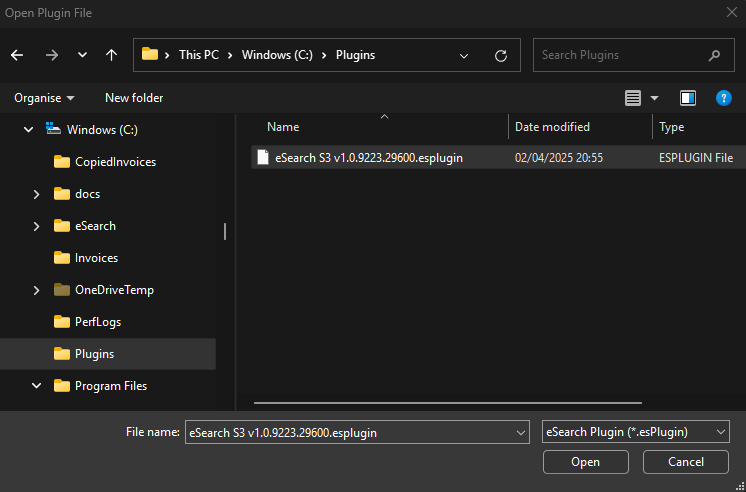 Open Plugin File
This PC Windows (C:) Plugins
Search Plugins
Organise New folder
Name Date modified Type
Windows (C:)
CopiedInvoices
docs
eSearch
Invoices
OneDriveTemp
PerfLogs
Plugins
Program Files
eSearch S3 v1.0.9223.29600.esplugin 02/04/2025 20:55 ESPLUGIN File
File name: eSearch S3 v1.0.9223.29600.esplugin eSearch Plugin (*.esPlugin)
Open Cancel